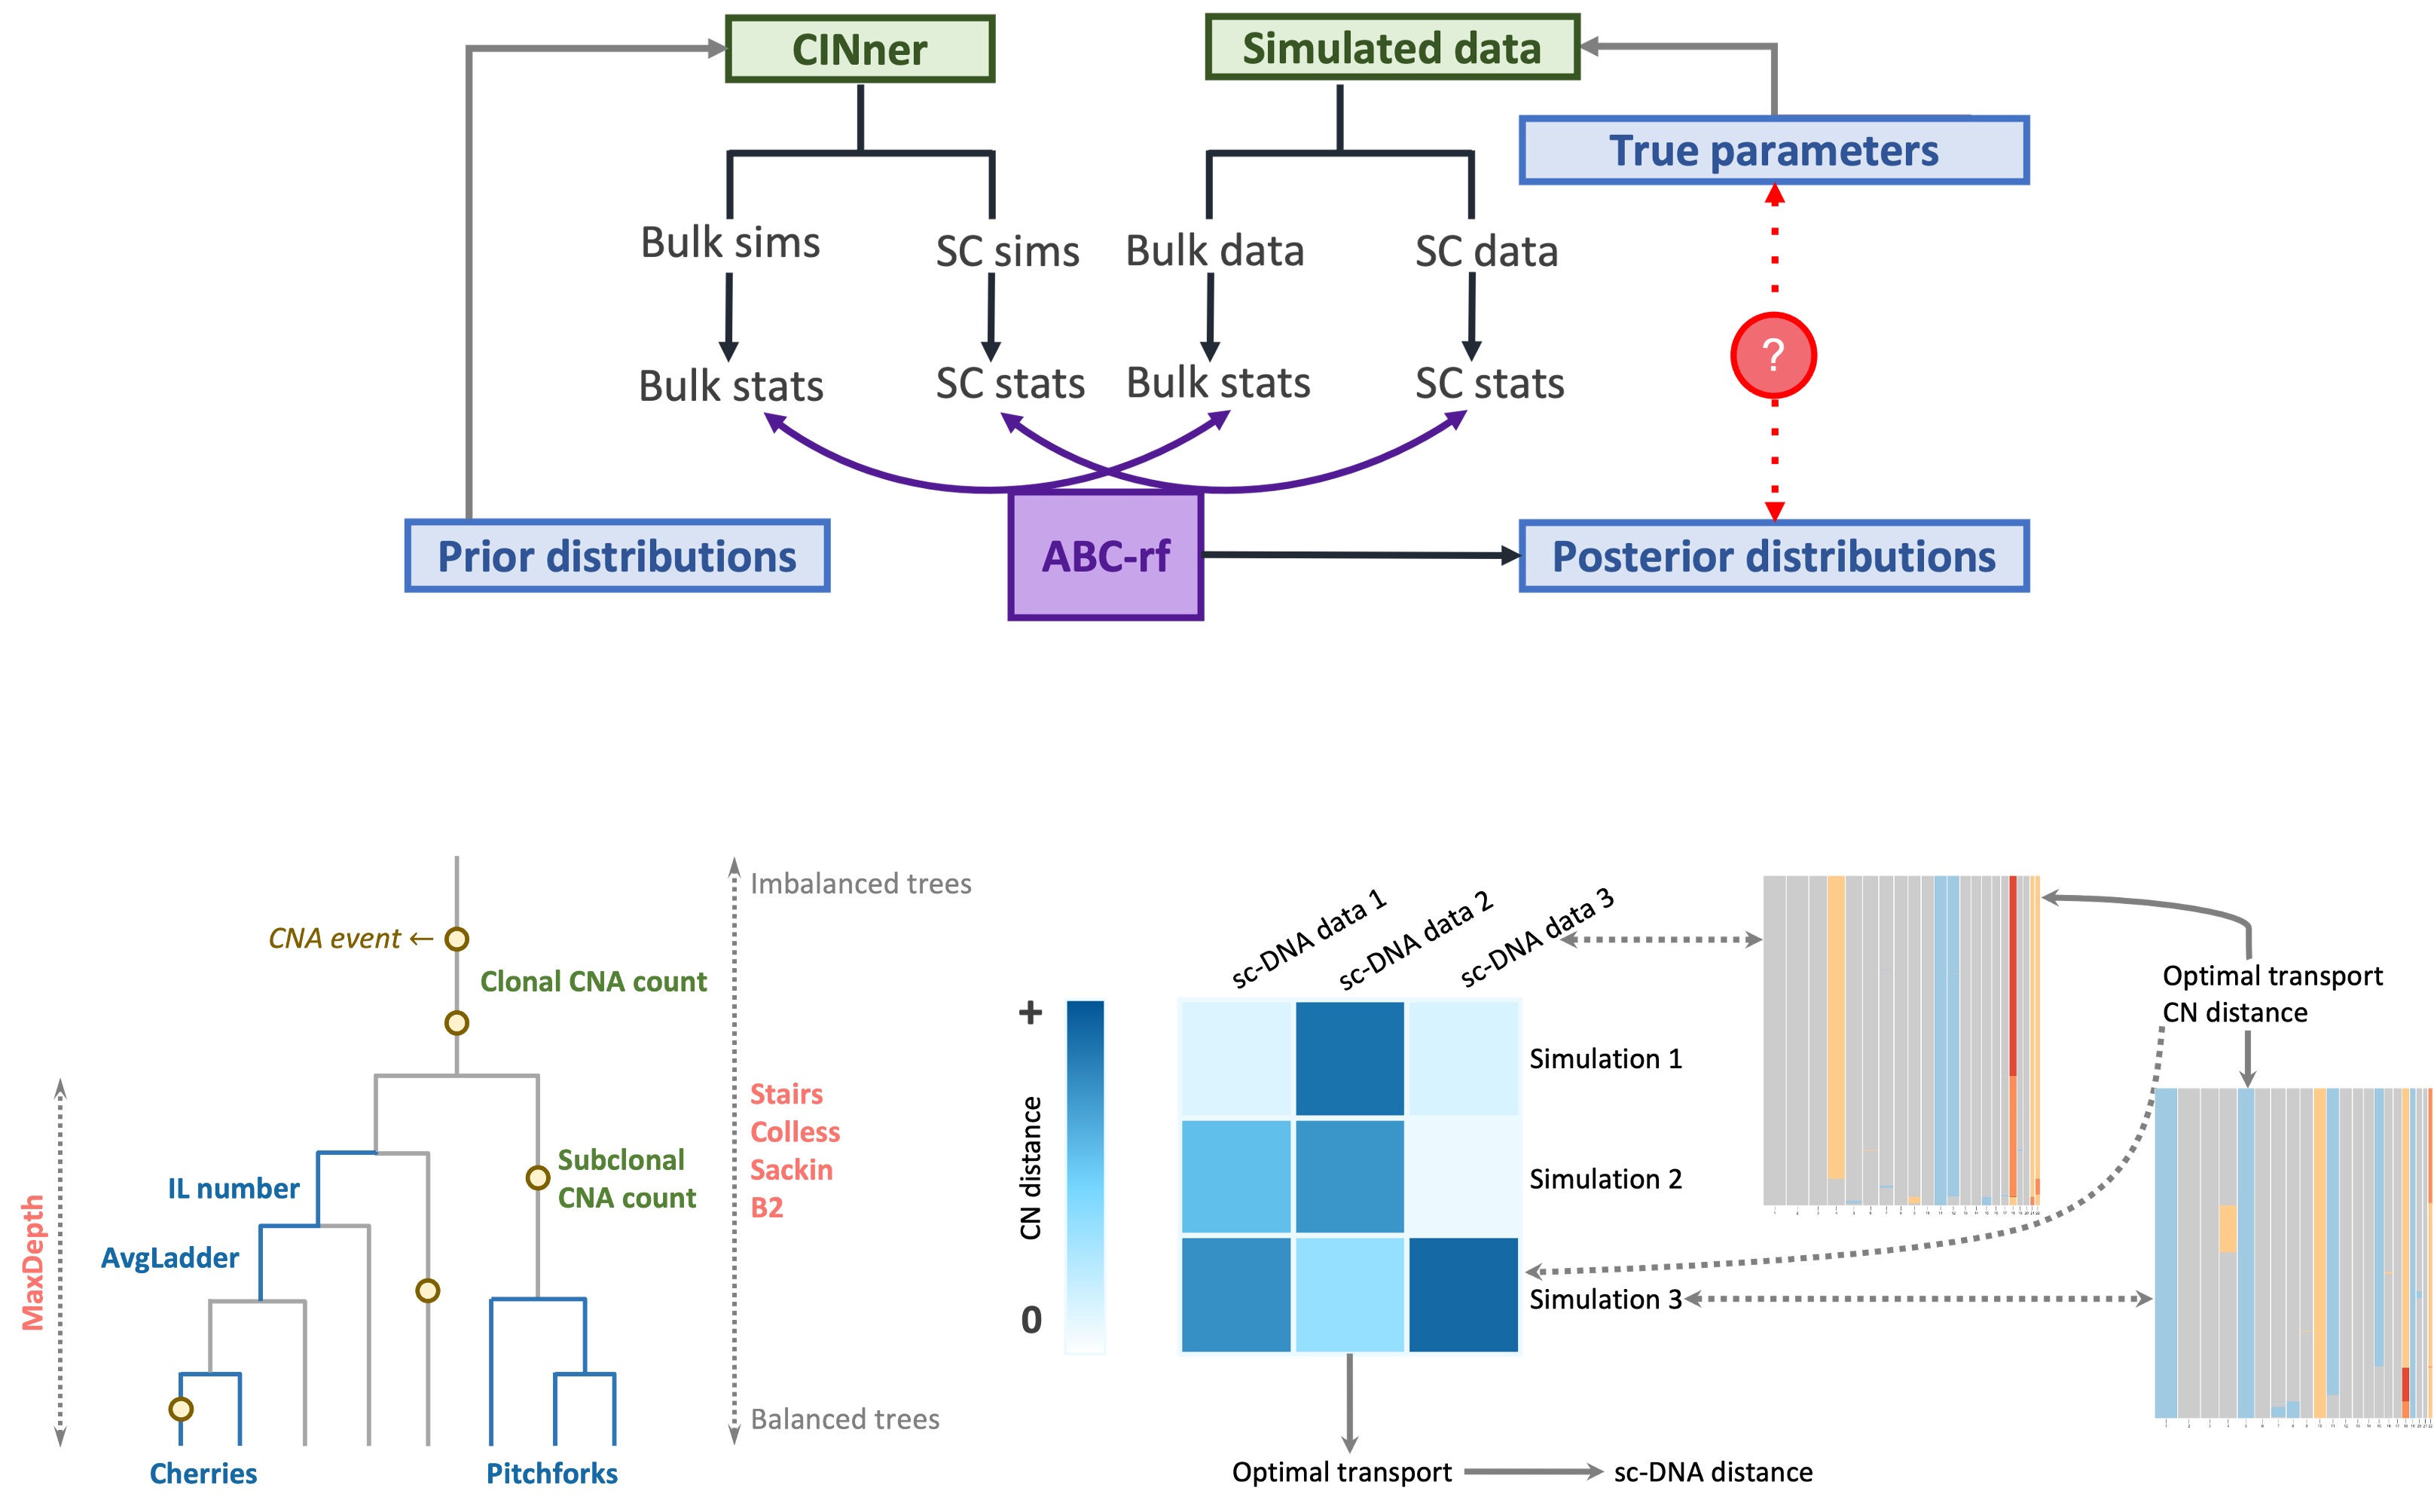 CINner
Simulated data
True parameters
Bulk sims
SC sims
Bulk data
SC data
?
Bulk stats
SC stats
Bulk stats
SC stats
Prior distributions
ABC-rf
Posterior distributions
Imbalanced trees
CNA event ←
Clonal CNA count
Stairs
Colless
Sackin
B2
Subclonal
CNA count
IL number
AvgLadder
MaxDepth
Balanced trees
Cherries
Pitchforks
sc-DNA data 1
sc-DNA data 2
sc-DNA data 3
+
CN distance
0
Simulation 1
Simulation 2
Simulation 3
Optimal transport
CN distance
Optimal transport
sc-DNA distance